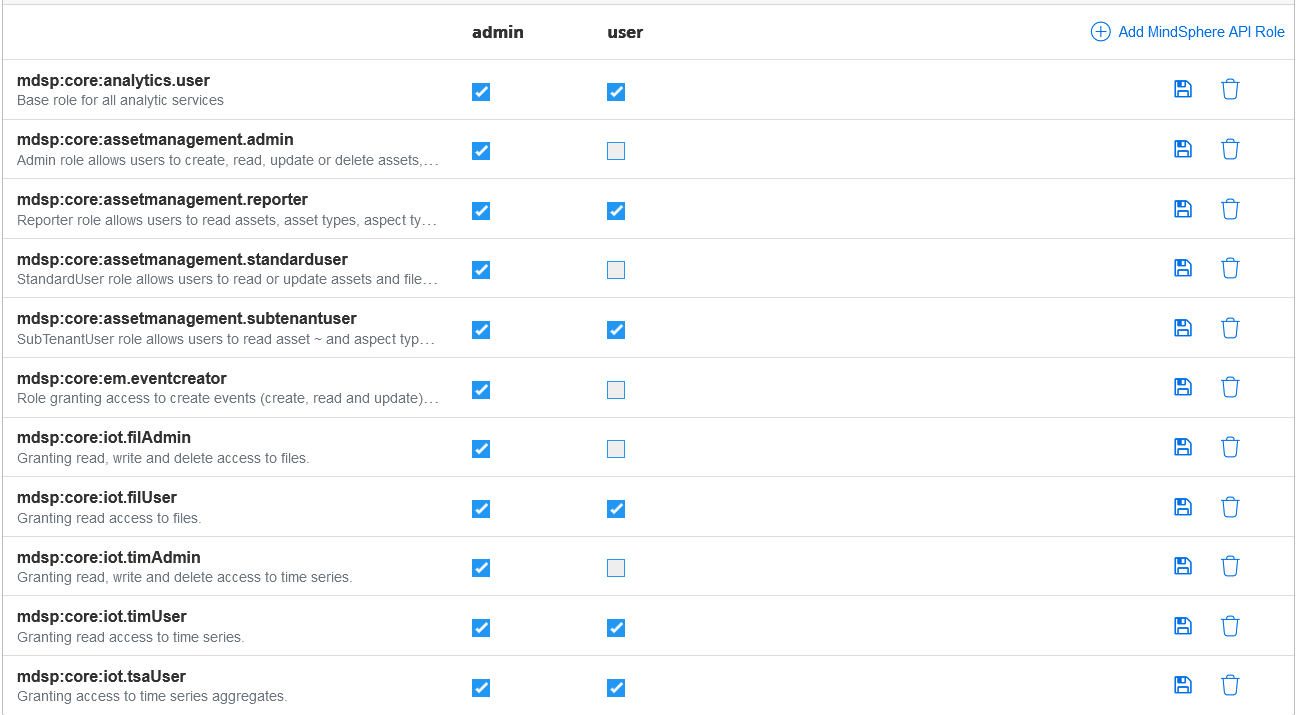 admin user Add MindSphere API Role
mdsp:core:analytics.user
Base role for all analytic services
mdsp:core:assetmanagement.admin
Admin role allows users to create, read, update or delete assets,...
mdsp:core:assetmanagement.reporter
Reporter role allows users to read assets, asset types, aspect ty...
mdsp:core:assetmanagement.standarduser
StandardUser role allows users to read or update assets and file...
mdsp:core:assetmanagement.subtenantuser
SubTenantUser role allows users to read asset ~ and aspect typ...
mdsp:core:em.eventcreator
Role granting access to create events (create, read and update)...
mdsp:core:iot.filAdmin
Granting read, write and delete access to files.
mdsp:core:iot.filUser
Granting read access to files.
mdsp:core:iot.timAdmin
Granting read, write and delete access to time series.
mdsp:core:iot.timUser
Granting read access to time series.
mdsp:core:iot.tsaUser
Granting access to time series aggregates.